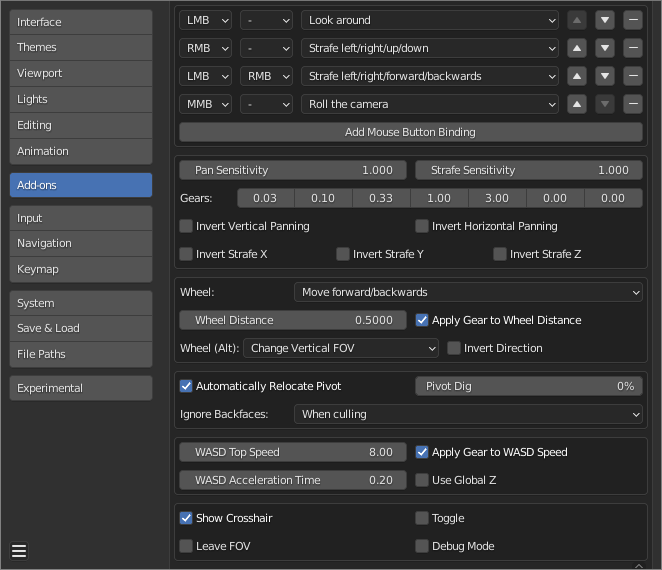 Interface
Themes
Viewport
Lights
Editing
Animation
Add-ons
Input
Navigation
Keymap
System
Save & Load
File Paths
Experimental
LMB - Look around
RMB - Strafe left/right/up/down
LMB RMB Strafe left/right/forward/backwards
MMB - Roll the camera
Add Mouse Button Binding
Pan Sensitivity 1.000 Strafe Sensitivity 1.000
Gears: 0.03 0.10 0.33 1.00 3.00 0.00 0.00
Invert Vertical Panning Invert Horizontal Panning
Invert Strafe X Invert Strafe Y Invert Strafe Z
Wheel: Move forward/backwards
Wheel Distance 0.5000 Apply Gear to Wheel Distance
Wheel (Alt): Change Vertical FOV Invert Direction
Automatically Relocate Pivot Pivot Dig 0%
Ignore Backfaces: When culling
WASD Top Speed 8.00 Apply Gear to WASD Speed
WASD Acceleration Time 0.20 Use Global Z
Show Crosshair Toggle
Leave FOV Debug Mode